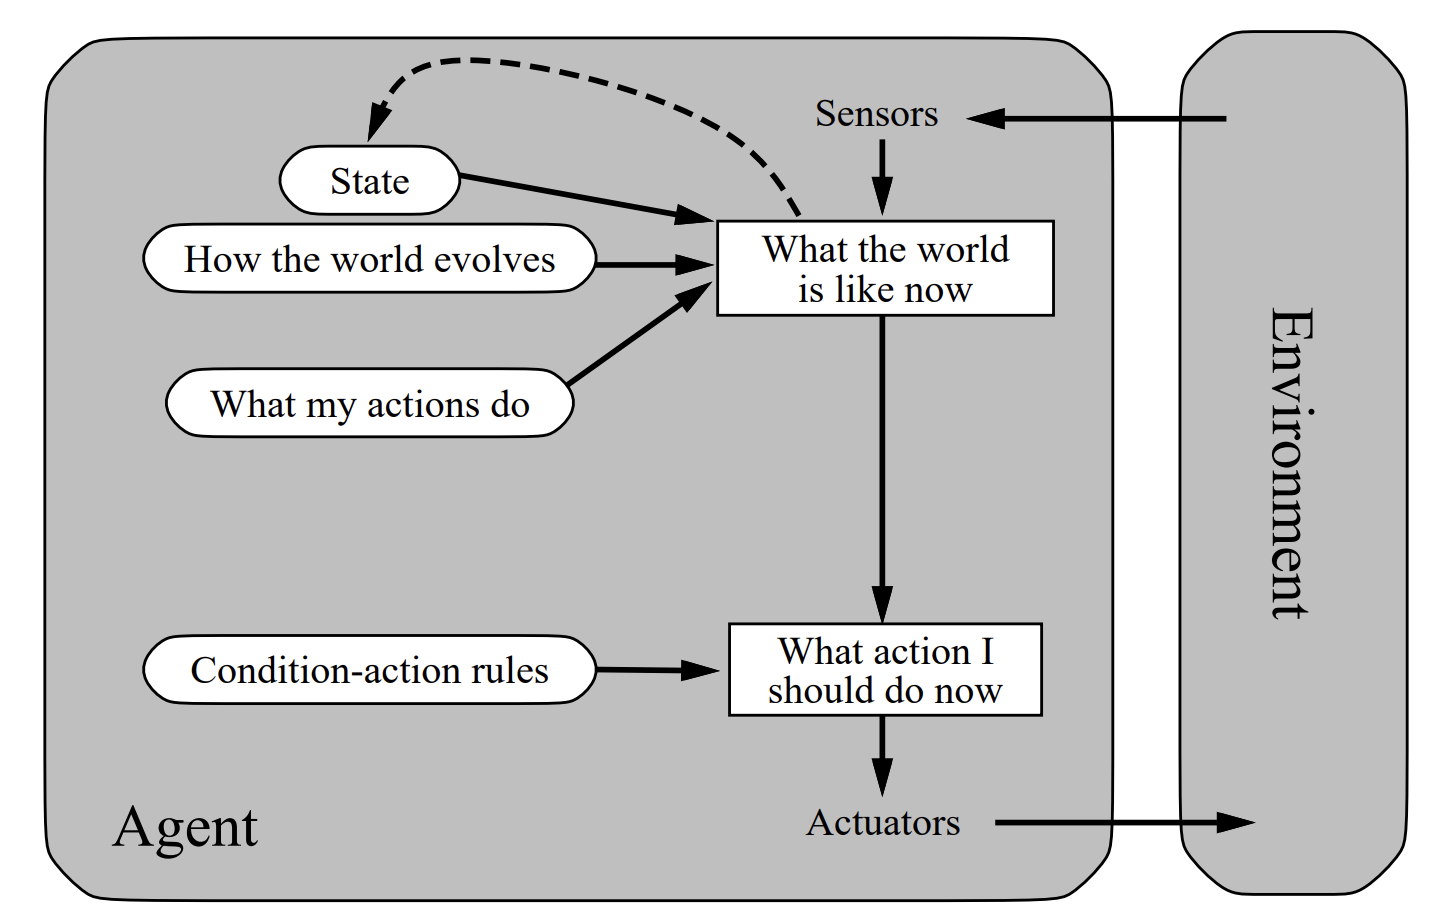 Sensors
State
How the world evolves
What the world
is like now
What my actions do
Environment
Condition-action rules
What action I
should do now
Agent
Actuators